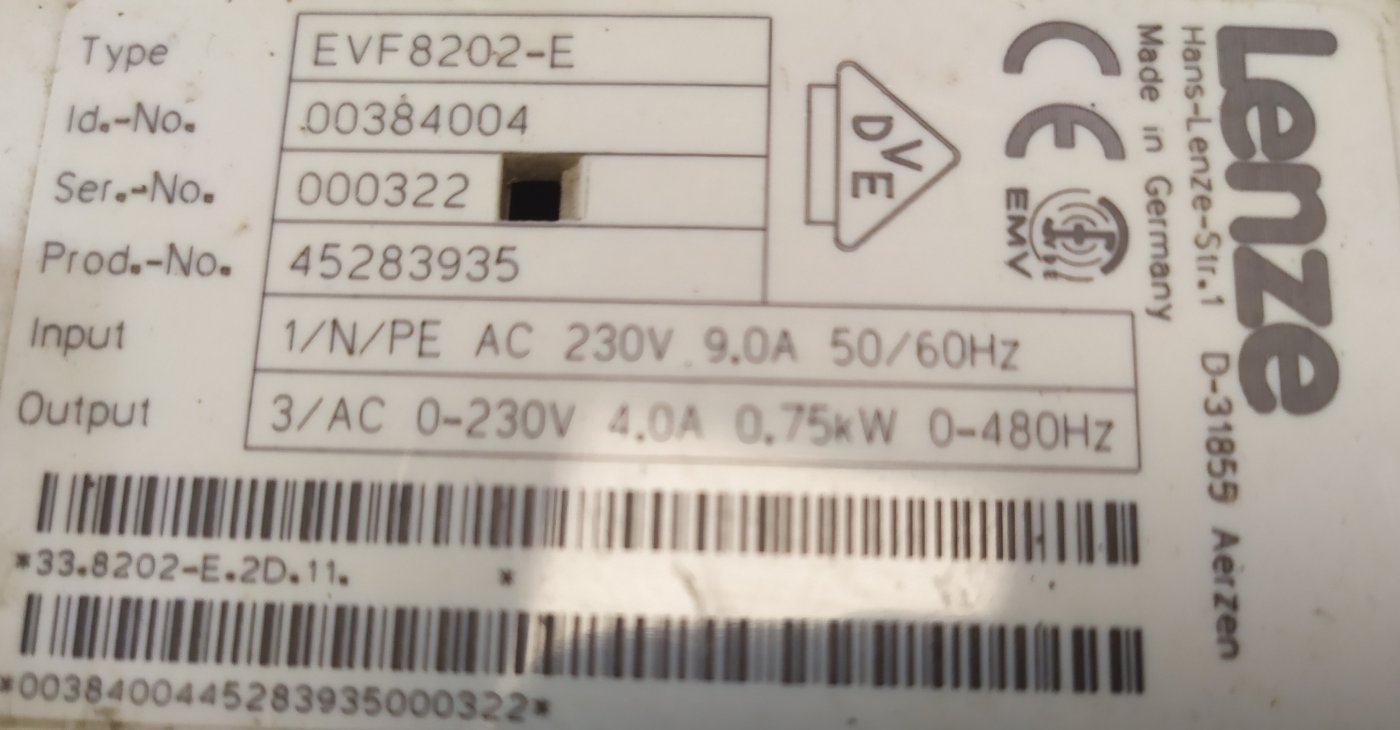 Type EVF8202-E
Id.-No. 00384004
Ser.-No. 000322
Prod.-No. 45283935
Input 1/N/PE AC 230V 9.0A 50/60Hz
Output 3/AC 0-230V 4.0A 0.75kW 0-480Hz
*33.8202-E.2D.11. *
*0038400445283935000322*
DVE
CE
EMV
Made in Germany
Hans-Lenze-Str.1 D-31855 Aerzen
Lenze